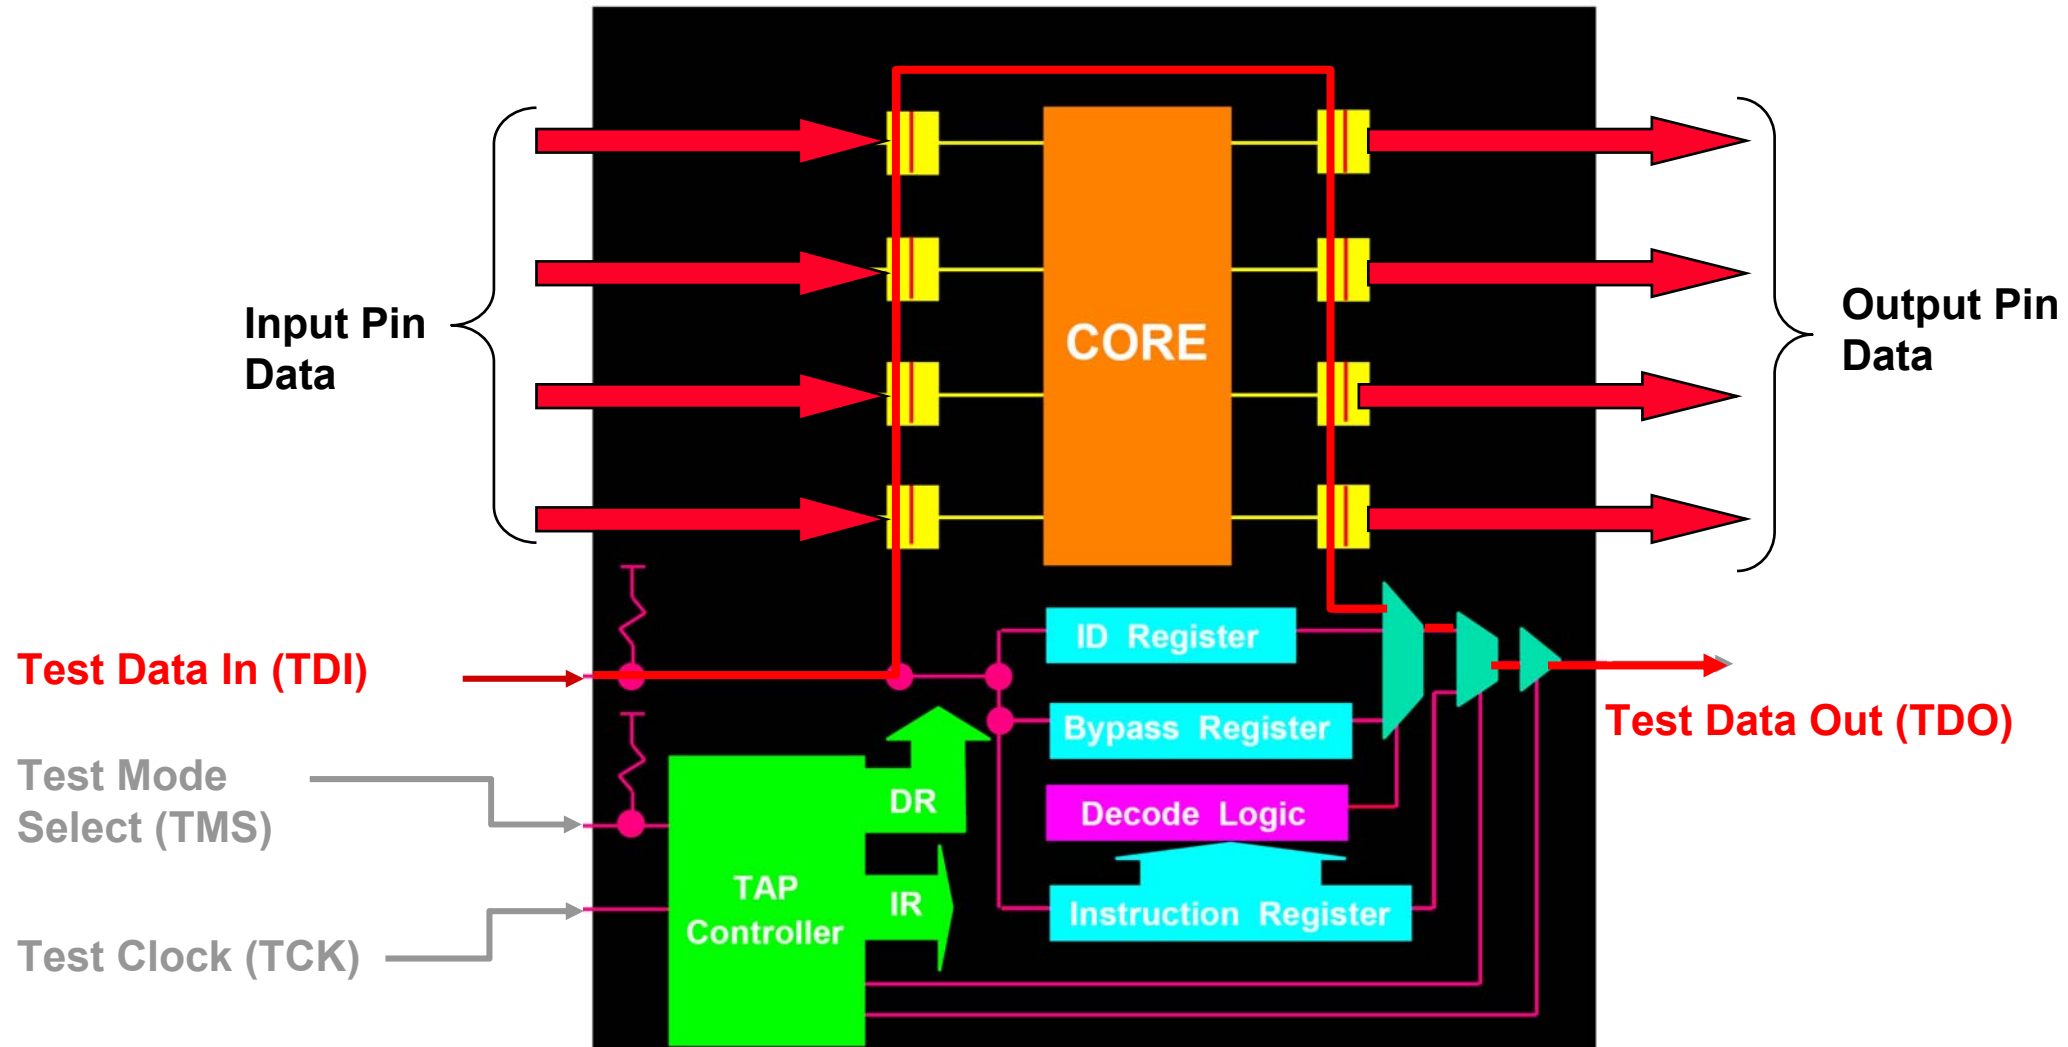 Input Pin
Data
CORE
Output Pin
Data
Test Data In (TDI)
ID Register
Bypass Register
Test Data Out (TDO)
Test Mode
Select (TMS)
DR
Decode Logic
TAP
Controller
IR
Instruction Register
Test Clock (TCK)